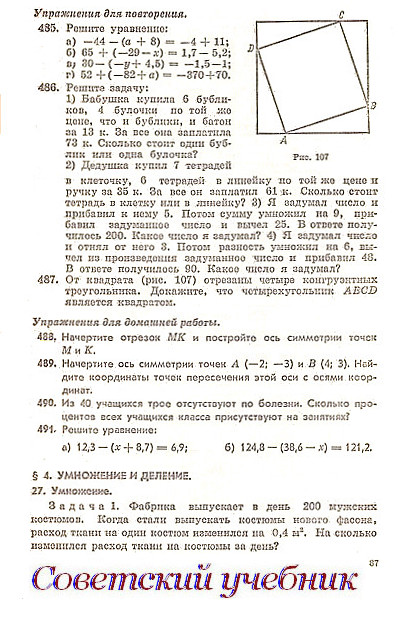 Упражнения для повторения.
485. Решите уравнение:
а) —44 — (а + 8) = —4 + 11;
б) 65 + (—29 — x) = 1,7 — 5,2;
в) 30 — (—y + 4,5) = —1,5 — 1;
г) 52 + (—82 + a) = —370 + 70.
486. Решите задачу:
1) Бабушка купила 6 бубли-
ков, 4 булочки по той же
цене, что и бублики, и батон
за 13 к. За все она заплатила
73 к. Сколько стоит один буб-
лик или одна булочка?
2) Дедушка купил 7 тетрадей
C
D
B
A
Рис. 107
в клеточку, 6 тетрадей в линейку по той же цене и
ручку за 35 к. За все он заплатил 61 к. Сколько стоит
тетрадь в клетку или в линейку? 3) Я задумал число и
прибавил к нему 5. Потом сумму умножил на 9, при-
бавил задуманное число и вычел 25. В ответе полу-
чилось 200. Какое число я задумал? 4) Я задумал число
и отнял от него 3. Потом разность умножил на 6, вы-
чел из произведения задуманное число и прибавил 48.
В ответе получилось 90. Какое число я задумал?
487. От квадрата (рис. 107) отрезаны четыре конгруэнтных
треугольника. Докажите, что четырехугольник ABCD
является квадратом.
Упражнения для домашней работы.
488. Начертите отрезок MK и постройте ось симметрии точек
M и K.
489. Начертите ось симметрии точек A (—2; —3) и B (4; 3). Най-
дите координаты точек пересечения этой оси с осями коор-
динат.
490. Из 40 учащихся трое отсутствуют по болезни. Сколько про-
центов всех учащихся класса присутствуют на занятиях?
491. Решите уравнение:
а) 12,3 — (x + 8,7) = 6,9; б) 124,8 — (38,6 — x) = 121,2.
§ 4. УМНОЖЕНИЕ И ДЕЛЕНИЕ.
27. Умножение.
Задача 1. Фабрика выпускает в день 200 мужских
костюмов. Когда стали выпускать костюмы нового фасона,
расход ткани на один костюм изменился на 0,4 м². На сколько
изменился расход ткани на костюмы за день?
87
Советский учебник